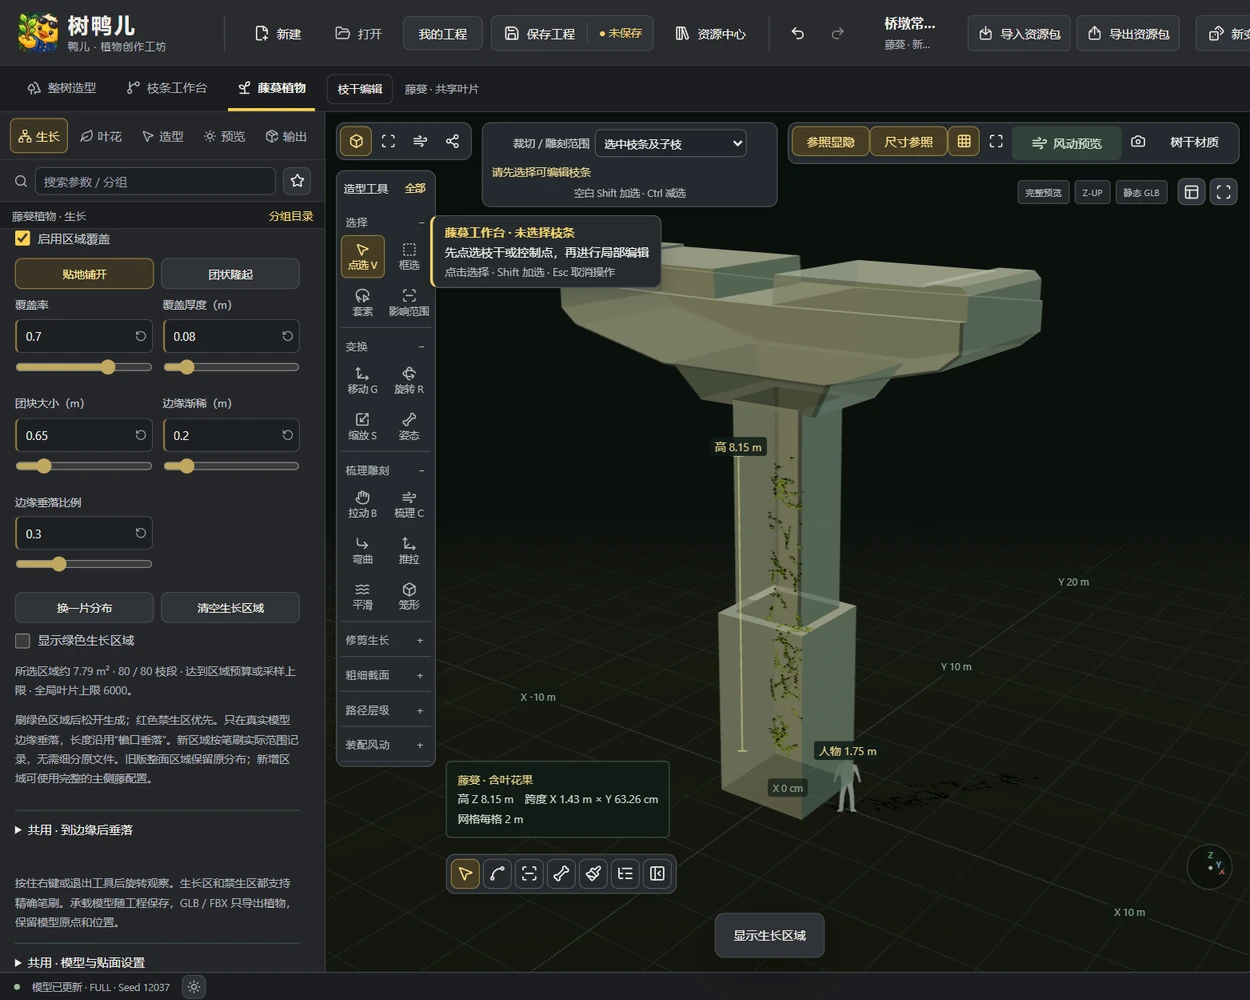 树鸭儿
鸭儿 · 植物创作工坊
新建
打开
我的工程
保存工程
• 未保存
资源中心
桥墩常...
藤蔓 · 新...
导入资源包
导出资源包
整树造型
枝条工作台
藤蔓植物
枝干编辑
藤蔓 · 共享叶片
生长
叶花
造型
预览
输出
搜索参数 / 分组
藤蔓植物 · 生长
分组目录
启用区域覆盖
贴地铺开
团状隆起
覆盖率
覆盖厚度（m）
0.7
0.08
团块大小（m）
边缘渐稀（m）
0.65
0.2
边缘垂落比例
0.3
换一片分布
清空生长区域
显示绿色生长区域
所选区域约 7.79 m² · 80 / 80 枝段 · 达到区域预算或采样上
限 · 全局叶片上限 6000。
刷绿色区域后松开生成；红色禁生区优先。只在真实模型
边缘垂落，长度沿用“檐口垂落”。新区域按笔刷实际范围记
录，无需细分原文件。旧版整面区域保留原分布；新增区
域可使用完整的主侧藤配置。
▶ 共用 · 到边缘后垂落
按住右键或退出工具后旋转观察。生长区和禁生区都支持
精确笔刷。承载模型随工程保存，GLB / FBX 只导出植物，
保留模型原点和位置。
▶ 共用 · 模型与贴面设置
模型已更新 · FULL · Seed 12037
裁切 / 雕刻范围
选中枝条及子枝
请先选择可编辑枝条
空白 Shift 加选 · Ctrl 减选
参照显隐
尺寸参照
风动预览
树干材质
完整预览
Z-UP
静态 GLB
造型工具
全部
选择
−
点选 V
框选
套索
影响范围
变换
−
移动 G
旋转 R
缩放 S
姿态
梳理雕刻
−
拉动 B
梳理 C
弯曲
推拉
平滑
笼形
修剪生长
+
粗细截面
+
路径层级
+
装配风动
+
藤蔓工作台 · 未选择枝条
先点选枝干或控制点，再进行局部编辑
点击选择 · Shift 加选 · Esc 取消操作
高 8.15 m
Y 20 m
Y 10 m
X -10 m
人物 1.75 m
X 0 cm
X 10 m
藤蔓 · 含叶花果
高 Z 8.15 m 跨度 X 1.43 m × Y 63.26 cm
网格每格 2 m
显示生长区域
Z
Y
X